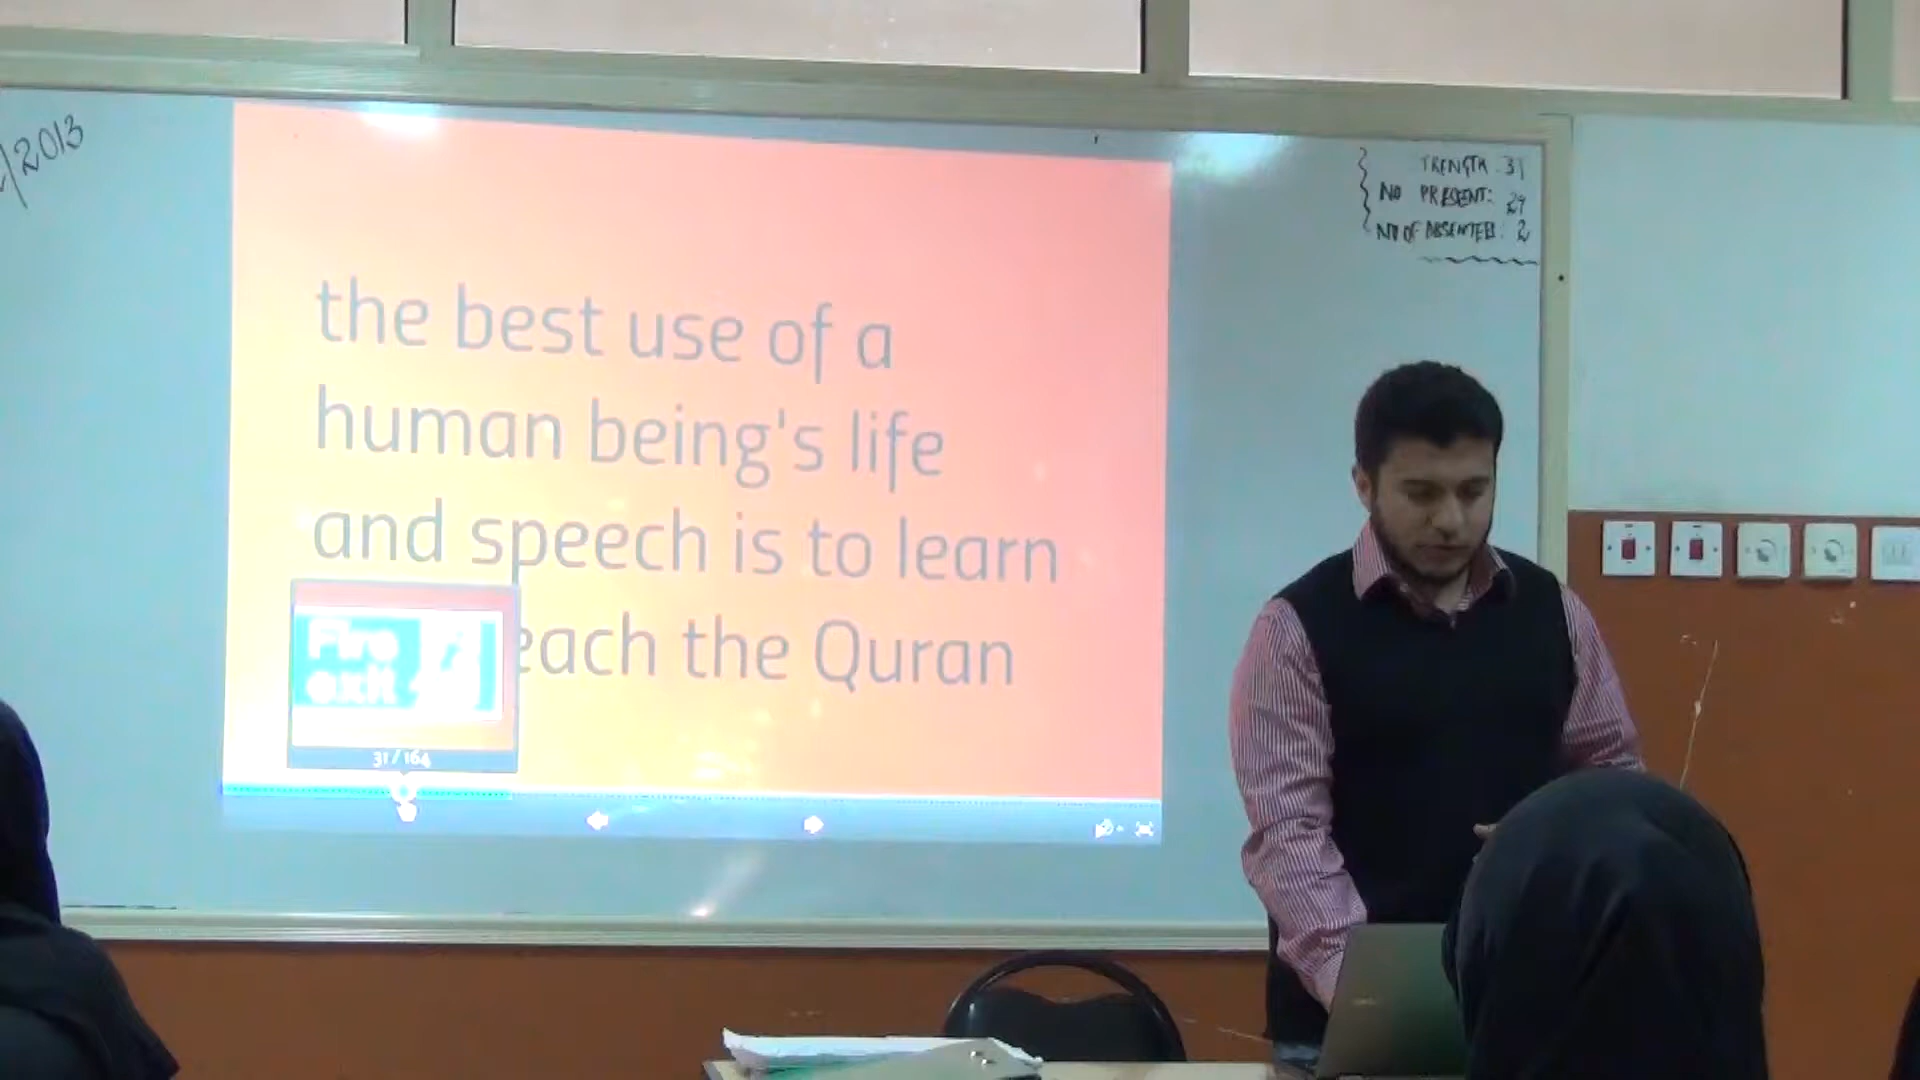 /2013
the best use of a
human being's life
and speech is to learn
each the Quran
Fire
exit
31/164
TRENGTH: 31
NO PRESENT: 29
NO OF ABSENTEES: 2